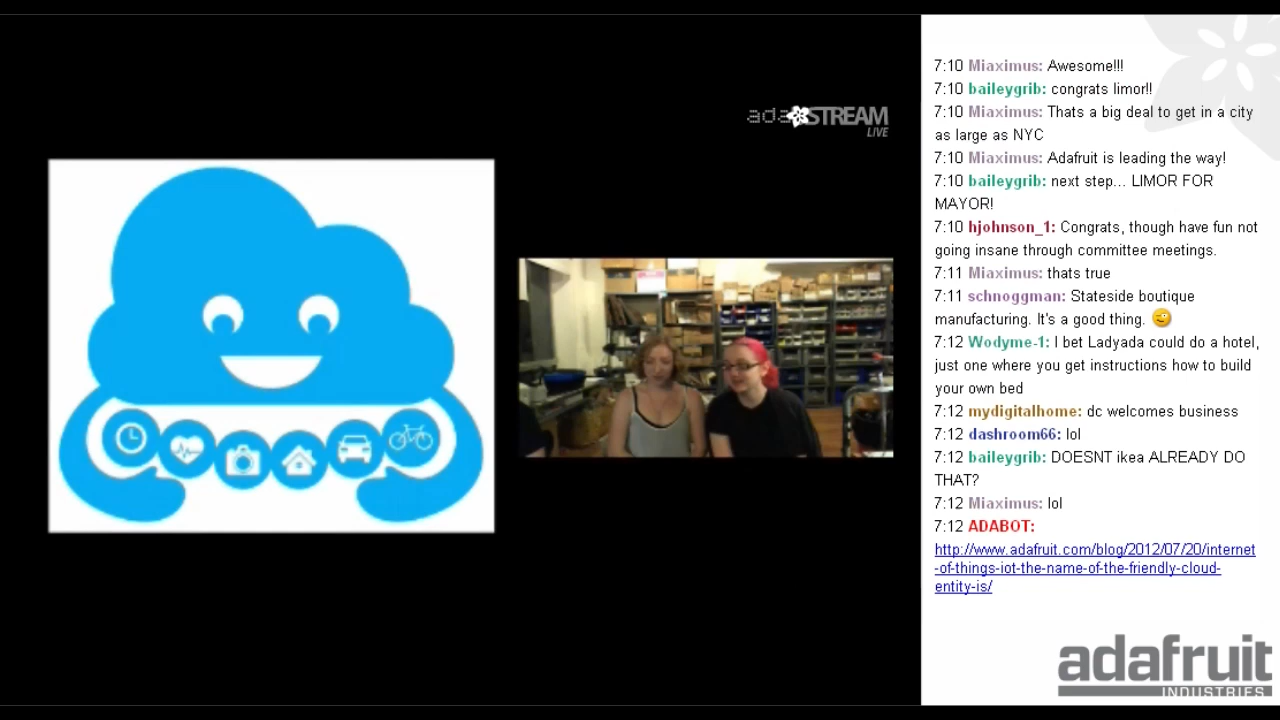 adaSTREAM
LIVE
7:10 Miaximus: Awesome!!!
7:10 baileygrib: congrats limor!!
7:10 Miaximus: Thats a big deal to get in a city
as large as NYC
7:10 Miaximus: Adafruit is leading the way!
7:10 baileygrib: next step... LIMOR FOR
MAYOR!
7:10 hjohnson_1: Congrats, though have fun not
going insane through committee meetings.
7:11 Miaximus: thats true
7:11 schnoggman: Stateside boutique
manufacturing. It's a good thing.
7:12 Wodyme-1: I bet Ladyada could do a hotel,
just one where you get instructions how to build
your own bed
7:12 mydigitalhome: dc welcomes business
7:12 dashroom66: lol
7:12 baileygrib: DOESNT ikea ALREADY DO
THAT?
7:12 Miaximus: lol
7:12 ADABOT:
http://www.adafruit.com/blog/2012/07/20/internet
-of-things-iot-the-name-of-the-friendly-cloud-
entity-is/
adafruit
INDUSTRIES